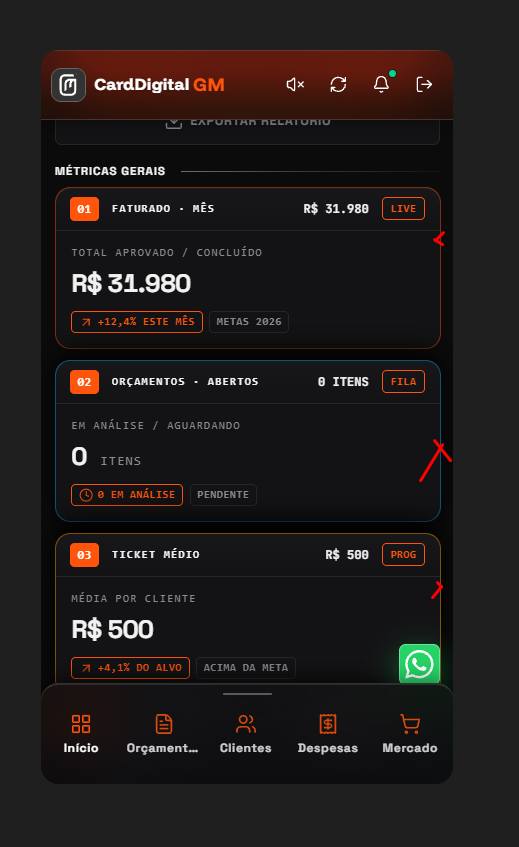 CardDigital GM
EXPORTAR RELATÓRIO
MÉTRICAS GERAIS
01 FATURADO · MÊS R$ 31.980 LIVE
TOTAL APROVADO / CONCLUÍDO
R$ 31.980
+12,4% ESTE MÊS METAS 2026
02 ORÇAMENTOS · ABERTOS 0 ITENS FILA
EM ANÁLISE / AGUARDANDO
0 ITENS
0 EM ANÁLISE PENDENTE
03 TICKET MÉDIO R$ 500 PROG
MÉDIA POR CLIENTE
R$ 500
+4,1% DO ALVO ACIMA DA META
Início Orçament... Clientes Despesas Mercado